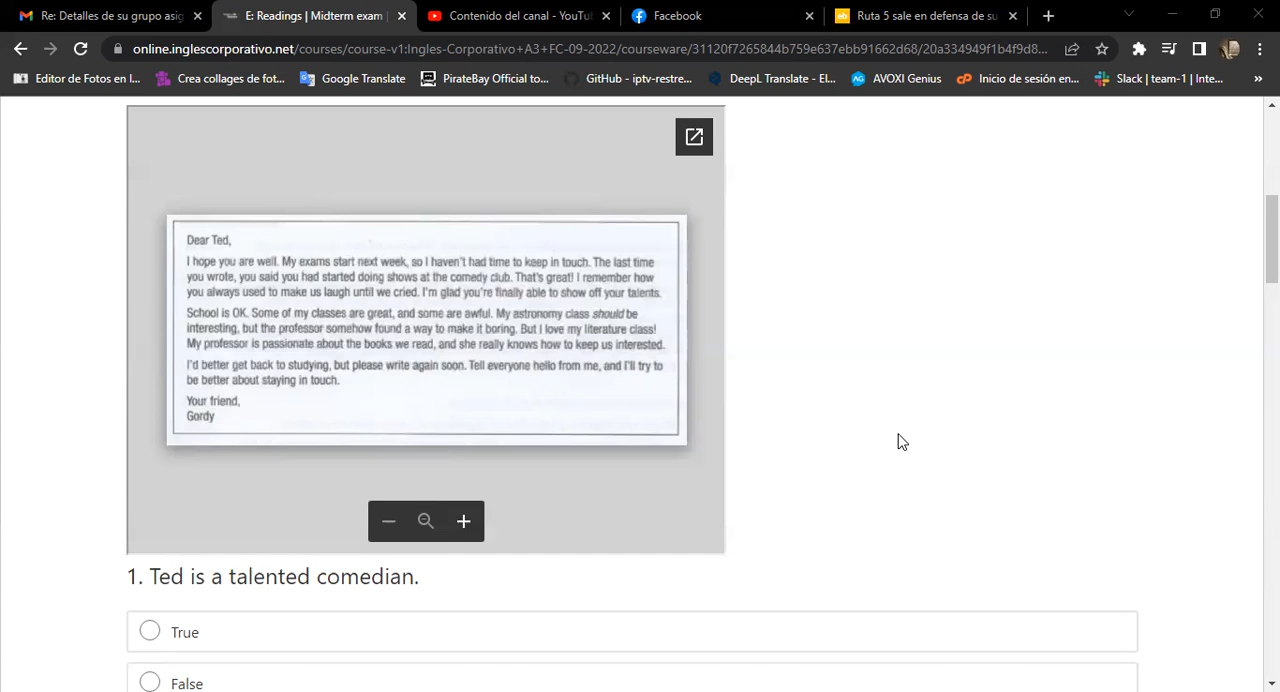 Re: Detalles de su grupo asig
E: Readings | Midterm exam
Contenido del canal - YouTu
Facebook
Ruta 5 sale en defensa de su
online.inglescorporativo.net/courses/course-v1:Ingles-Corporativo+A3+FC-09-2022/courseware/31120f7265844b759e637ebb91662d68/20a334949f1b4f9d8...
Editor de Fotos en l...
Crea collages de fot...
Google Translate
PirateBay Official to...
GitHub - iptv-restre...
DeepL Translate - El...
AG
AVOXI Genius
cP
Inicio de sesión en...
Slack | team-1 | Inte...
»
Dear Ted,
I hope you are well. My exams start next week, so I haven't had time to keep in touch. The last time
you wrote, you said you had started doing shows at the comedy club. That's great! I remember how
you always used to make us laugh until we cried. I'm glad you're finally able to show off your talents.
School is OK. Some of my classes are great, and some are awful. My astronomy class should be
interesting, but the professor somehow found a way to make it boring. But I love my literature class!
My professor is passionate about the books we read, and she really knows how to keep us interested.
I'd better get back to studying, but please write again soon. Tell everyone hello from me, and I'll try to
be better about staying in touch.
Your friend,
Gordy
1. Ted is a talented comedian.
True
False